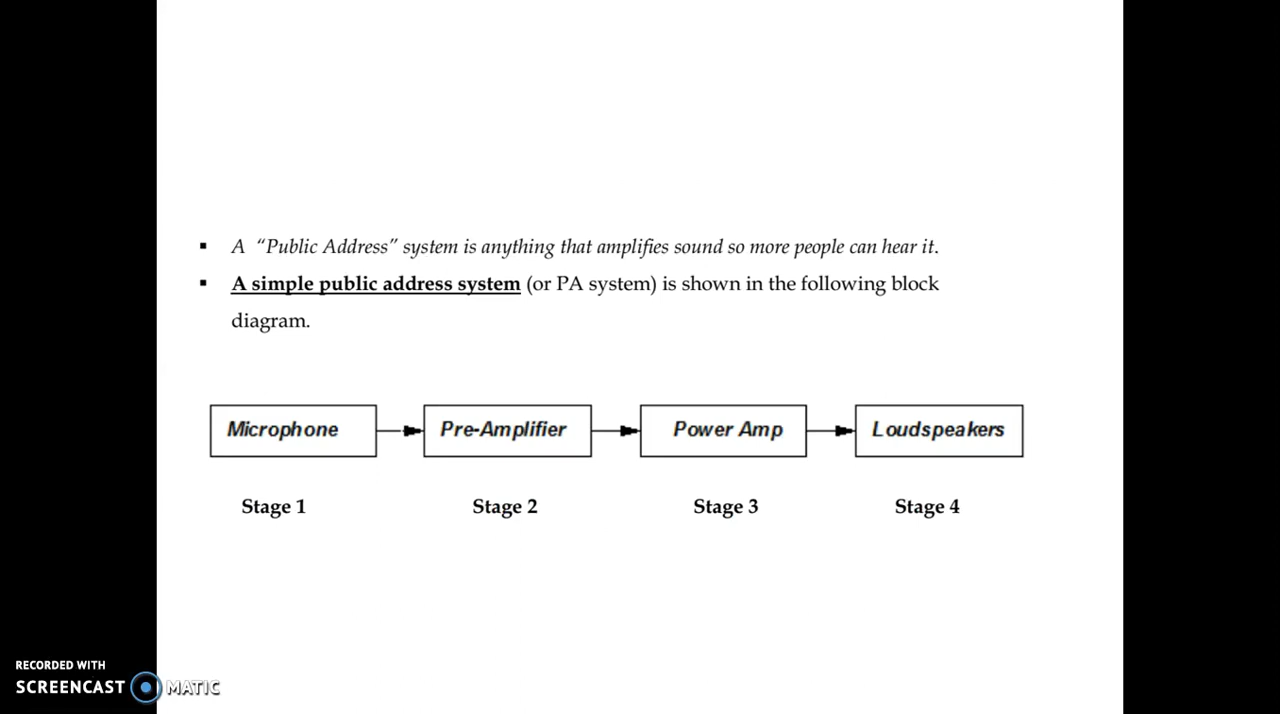 ▪ A “Public Address” system is anything that amplifies sound so more people can hear it.
▪ A simple public address system (or PA system) is shown in the following block
diagram.
Microphone Pre-Amplifier Power Amp Loudspeakers
Stage 1 Stage 2 Stage 3 Stage 4
RECORDED WITH
SCREENCAST MATIC